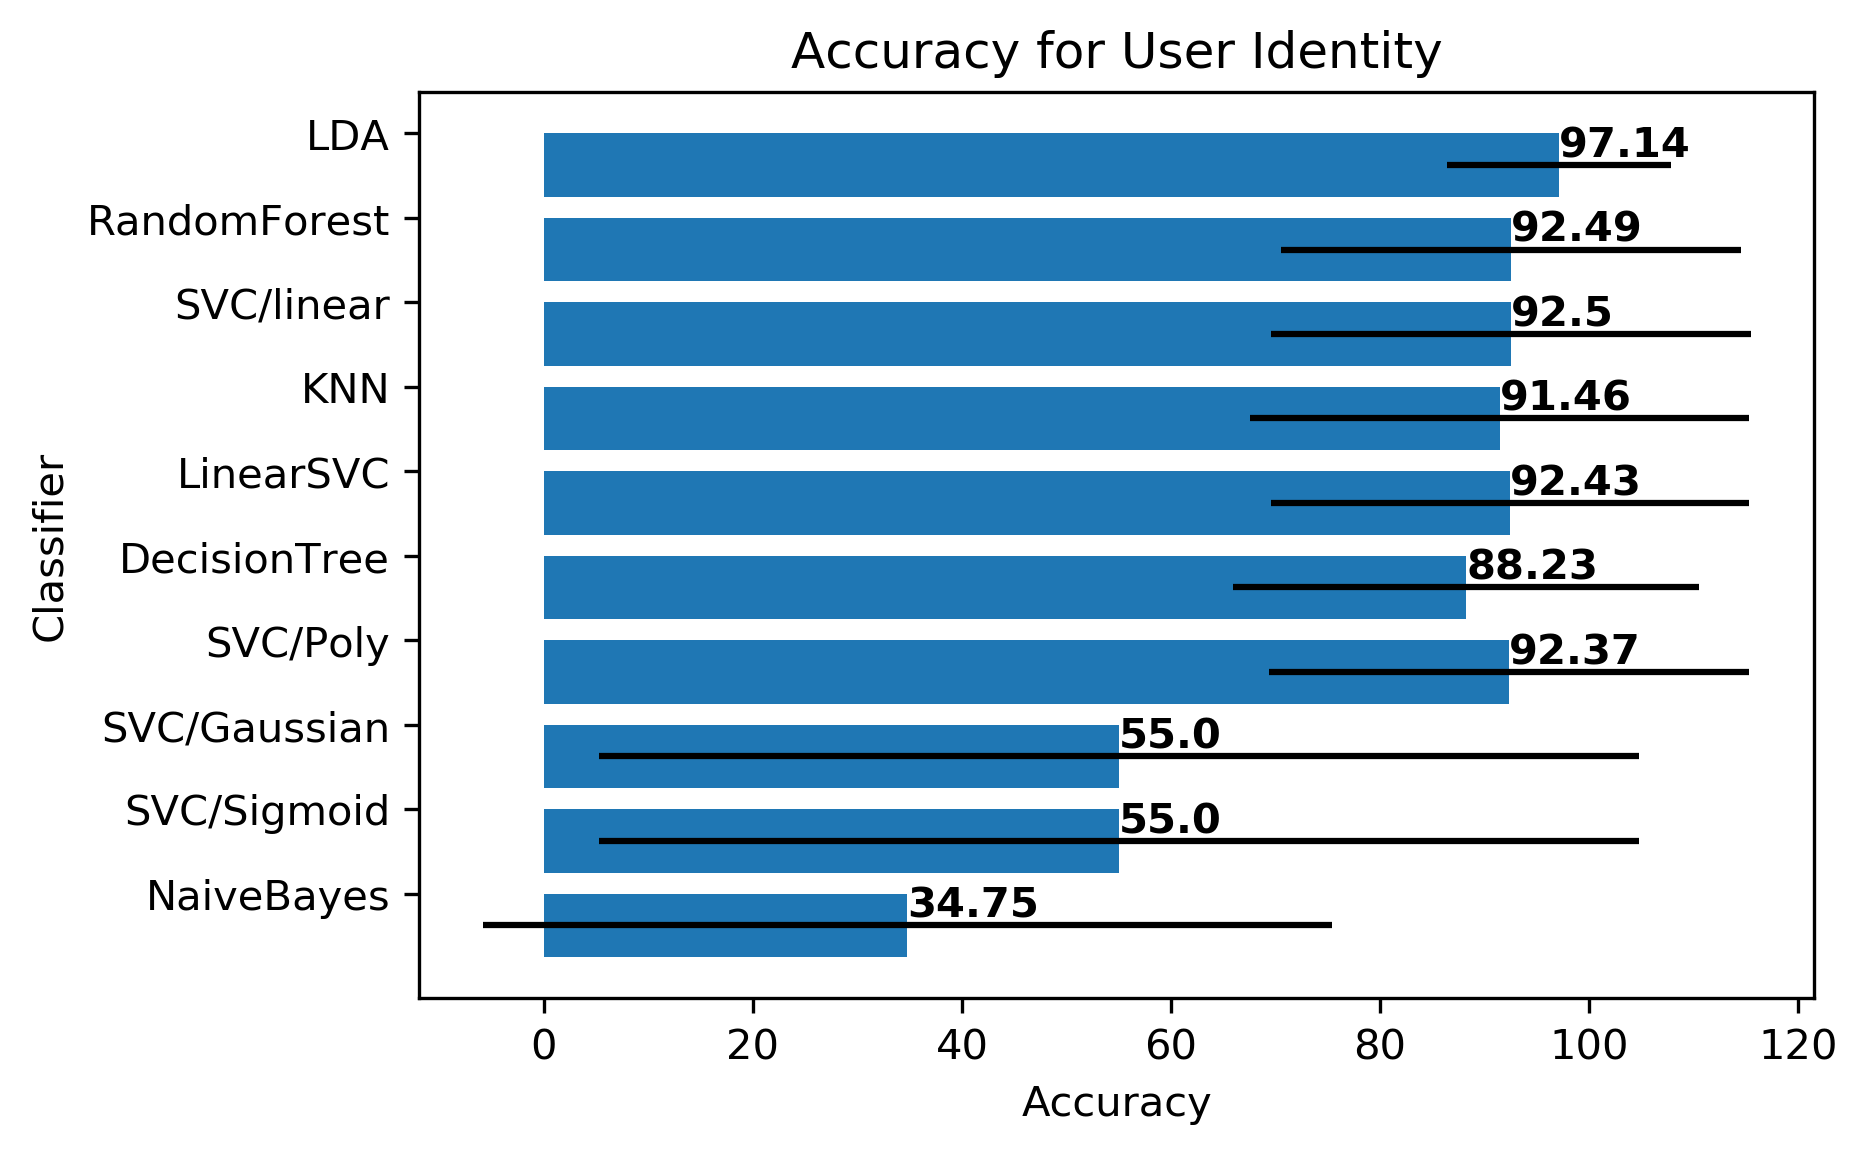 Accuracy for User Identity
LDA
97.14
RandomForest
92.49
SVC/linear
92.5
KNN
91.46
LinearSVC
92.43
DecisionTree
88.23
SVC/Poly
92.37
SVC/Gaussian
55.0
SVC/Sigmoid
55.0
NaiveBayes
34.75
Classifier
0 20 40 60 80 100 120
Accuracy